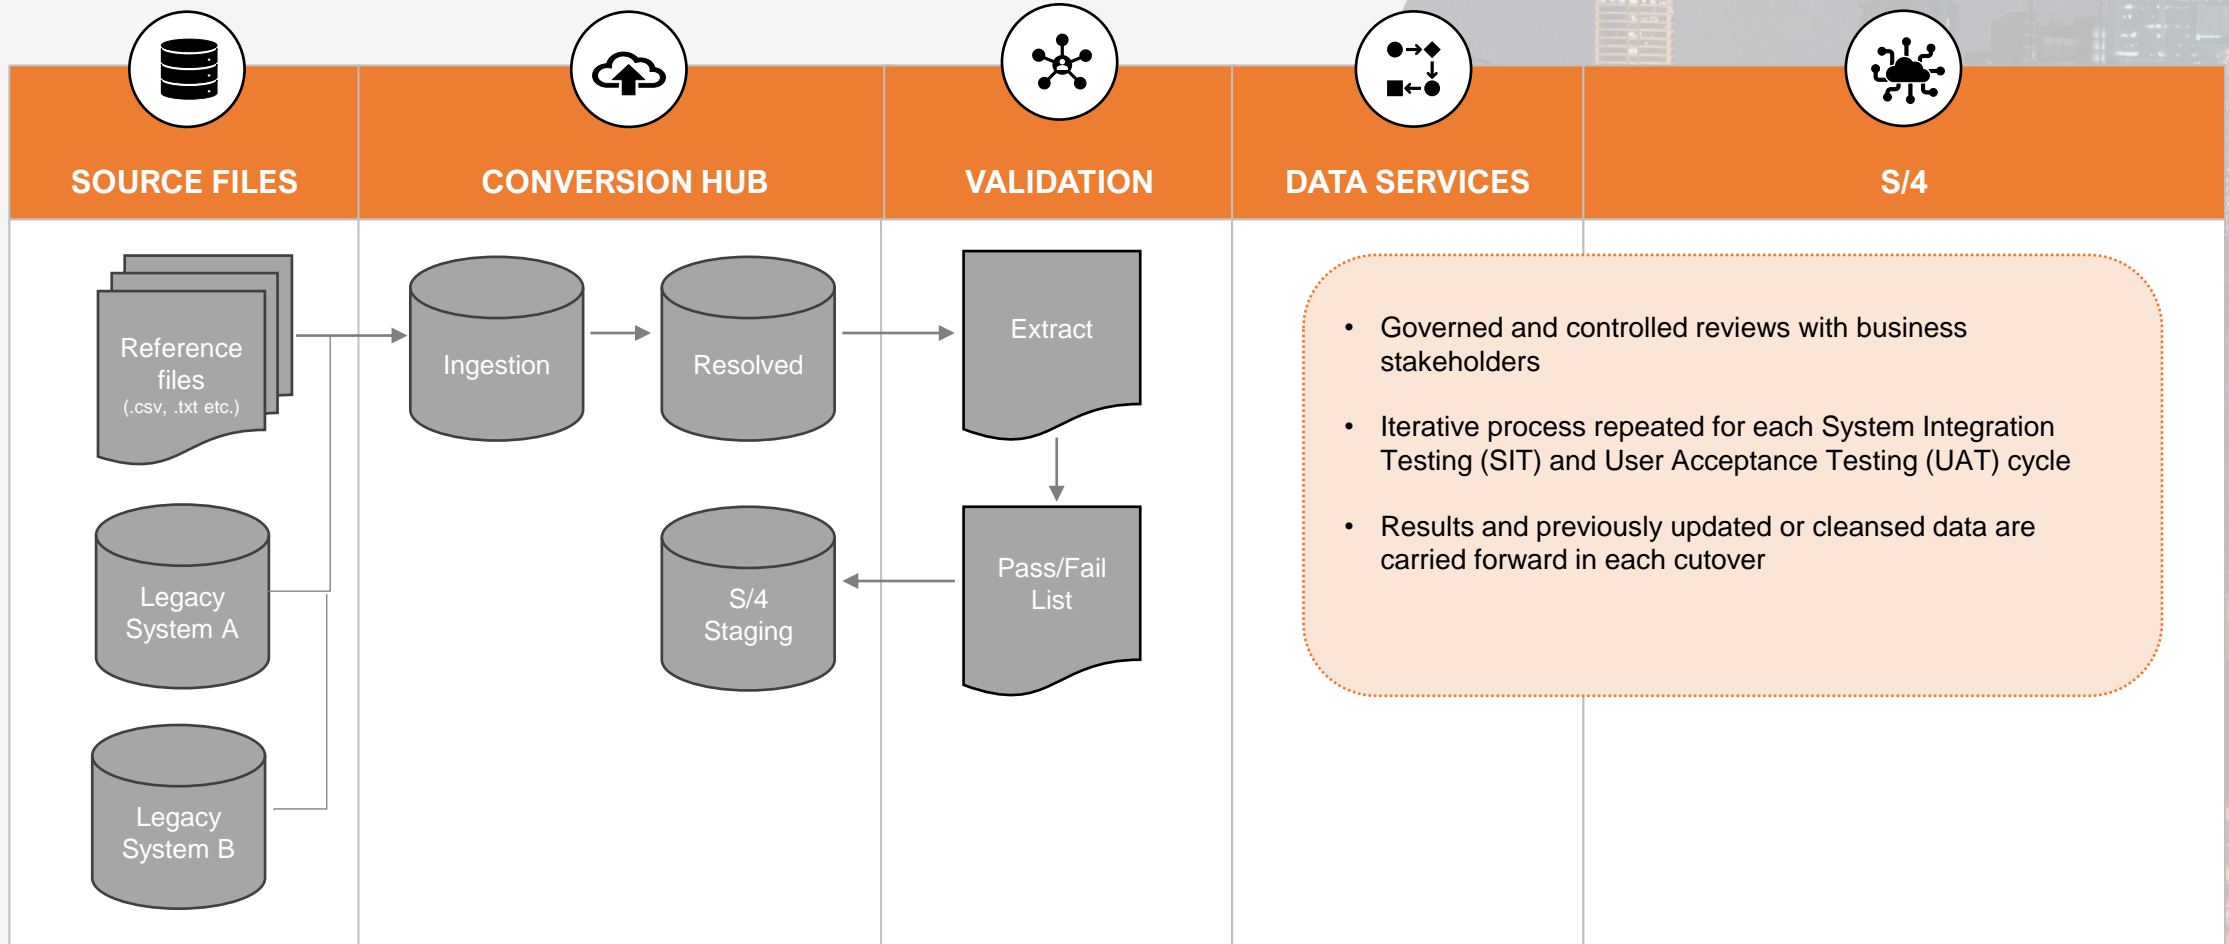 SOURCE FILES
CONVERSION HUB
VALIDATION
DATA SERVICES
S/4
Reference
files
(.csv, .txt etc.)
Legacy
System A
Legacy
System B
Ingestion
Resolved
S/4
Staging
Extract
Pass/Fail
List
• Governed and controlled reviews with business
stakeholders
• Iterative process repeated for each System Integration
Testing (SIT) and User Acceptance Testing (UAT) cycle
• Results and previously updated or cleansed data are
carried forward in each cutover